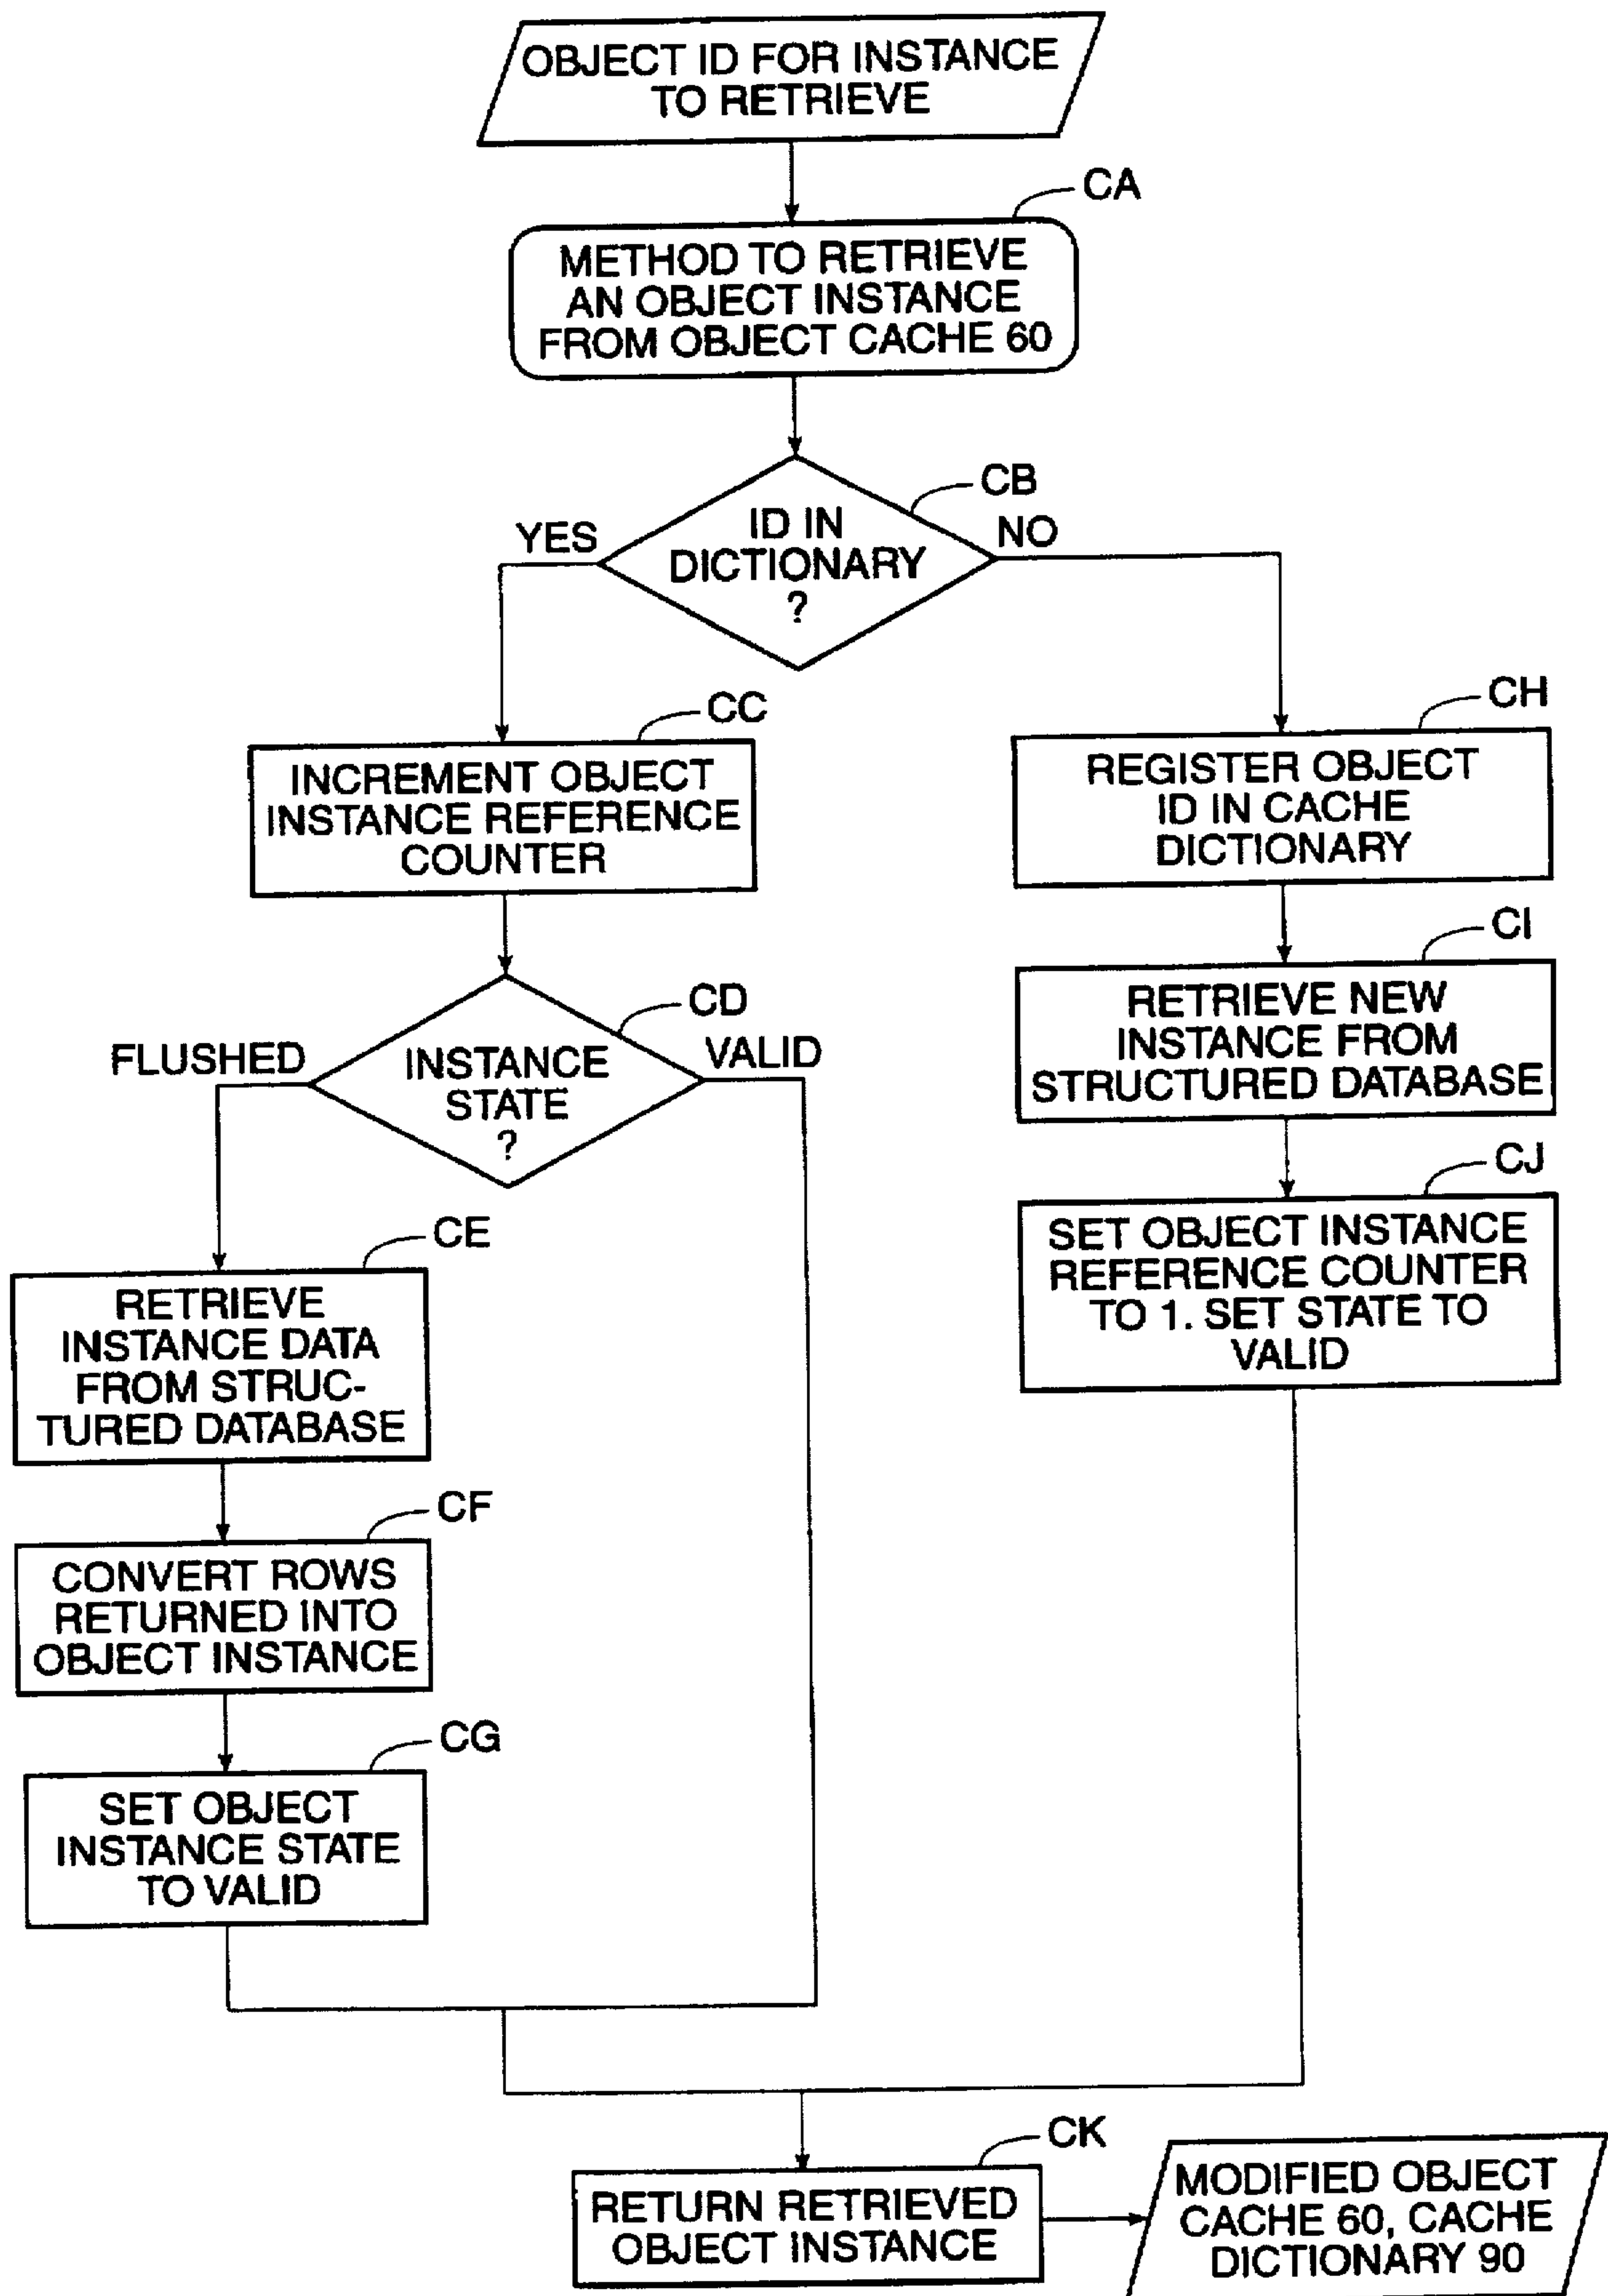 OBJECT ID FOR INSTANCE
TO RETRIEVE
CA
METHOD TO RETRIEVE
AN OBJECT INSTANCE
FROM OBJECT CACHE 60
CB
YES
ID IN
DICTIONARY
?
NO
CC
INCREMENT OBJECT
INSTANCE REFERENCE
COUNTER
CH
REGISTER OBJECT
ID IN CACHE
DICTIONARY
CI
RETRIEVE NEW
INSTANCE FROM
STRUCTURED DATABASE
CD
FLUSHED
INSTANCE
STATE
?
VALID
CJ
SET OBJECT INSTANCE
REFERENCE COUNTER
TO 1. SET STATE TO
VALID
CE
RETRIEVE
INSTANCE DATA
FROM STRUC-
TURED DATABASE
CF
CONVERT ROWS
RETURNED INTO
OBJECT INSTANCE
CG
SET OBJECT
INSTANCE STATE
TO VALID
CK
RETURN RETRIEVED
OBJECT INSTANCE
MODIFIED OBJECT
CACHE 60, CACHE
DICTIONARY 90